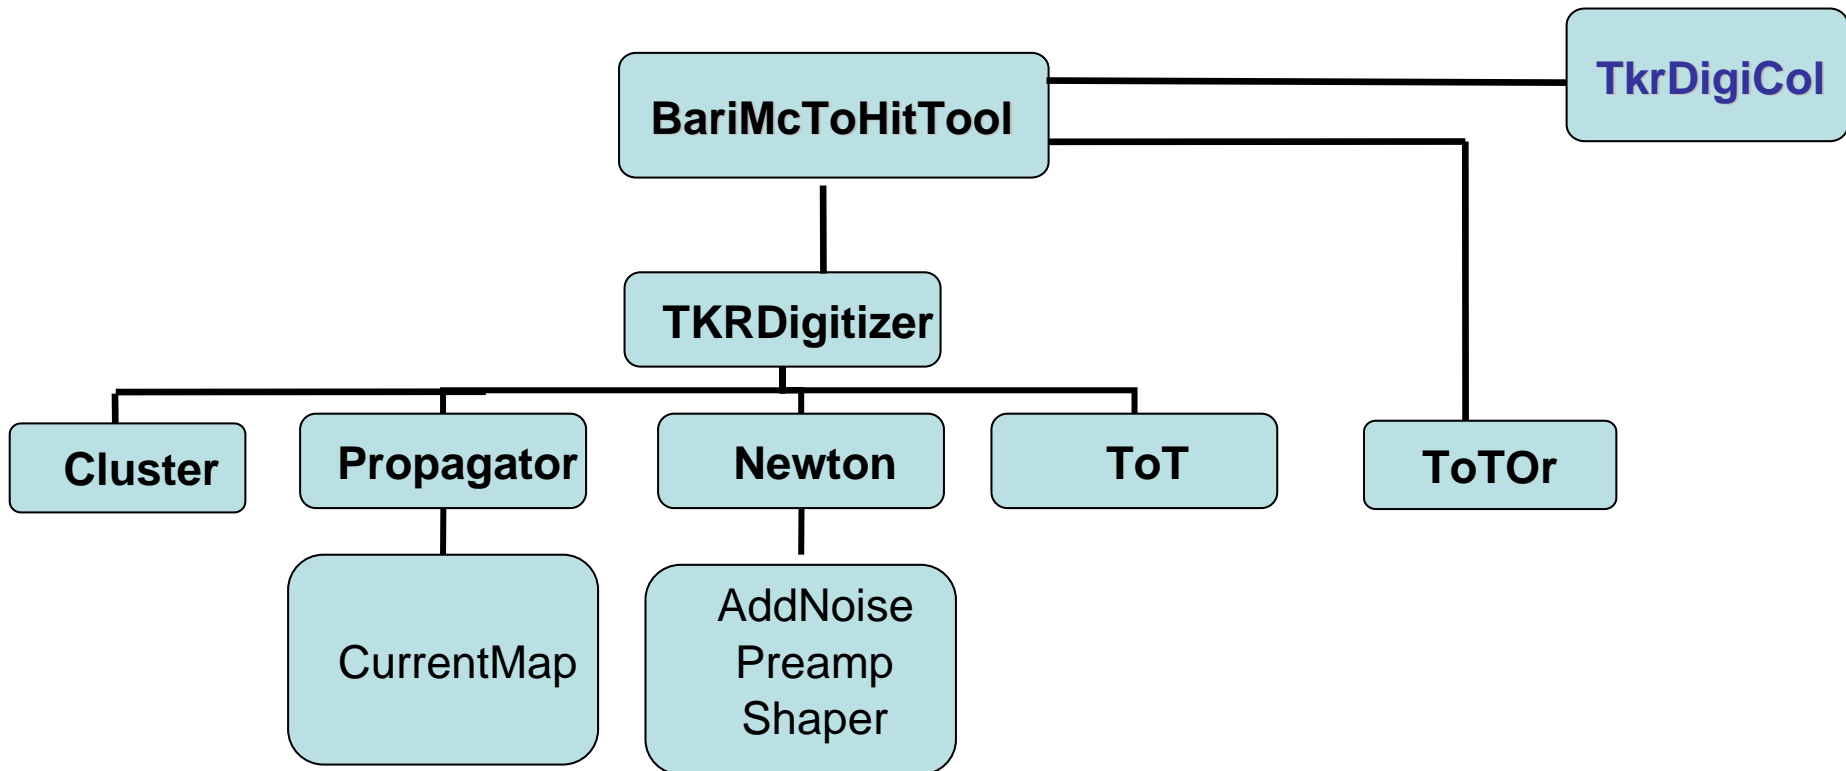 TkrDigiCol
BariMcToHitTool
TKRDigitizer
Cluster
Propagator
Newton
ToT
ToTOr
CurrentMap
AddNoise
Preamp
Shaper